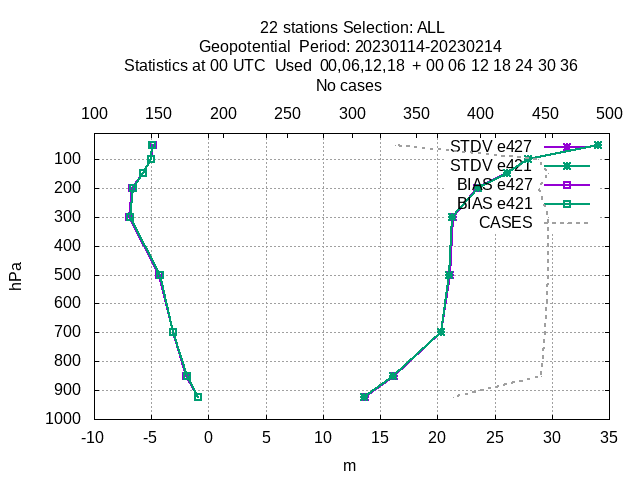 22 stations Selection: ALL
Geopotential  Period: 20230114-20230214
Statistics at 00 UTC  Used  00,06,12,18  + 00 06 12 18 24 30 36
No cases
100 150 200 250 300 350 400 450 500
STDV e427
STDV e421
BIAS e427
BIAS e421
CASES
100
200
300
400
500
600
700
800
900
1000
hPa
-10 -5 0 5 10 15 20 25 30 35
m